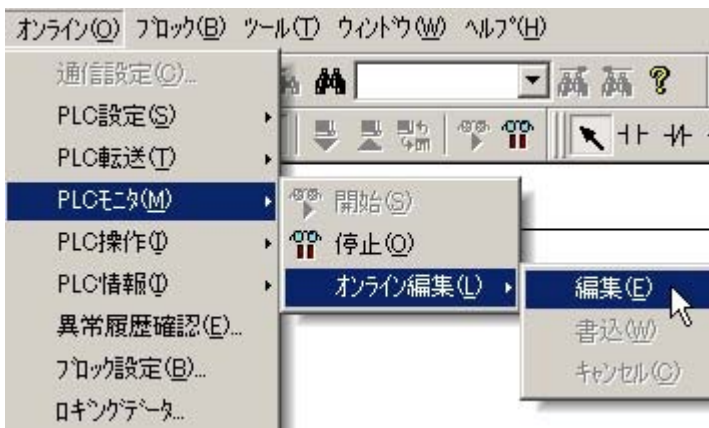 オンライン(O) ブロック(B) ツール(T) ウィンドウ(W) ヘルプ(H)
通信設定(C)...
PLC設定(S)
PLC転送(T)
PLCモニタ(M)
開始(S)
PLC操作(I)
停止(O)
PLC情報(I)
オンライン編集(L)
編集(E)
異常履歴確認(E)...
書込(W)
ブロック設定(B)...
キャンセル(C)
ロギングデータ...